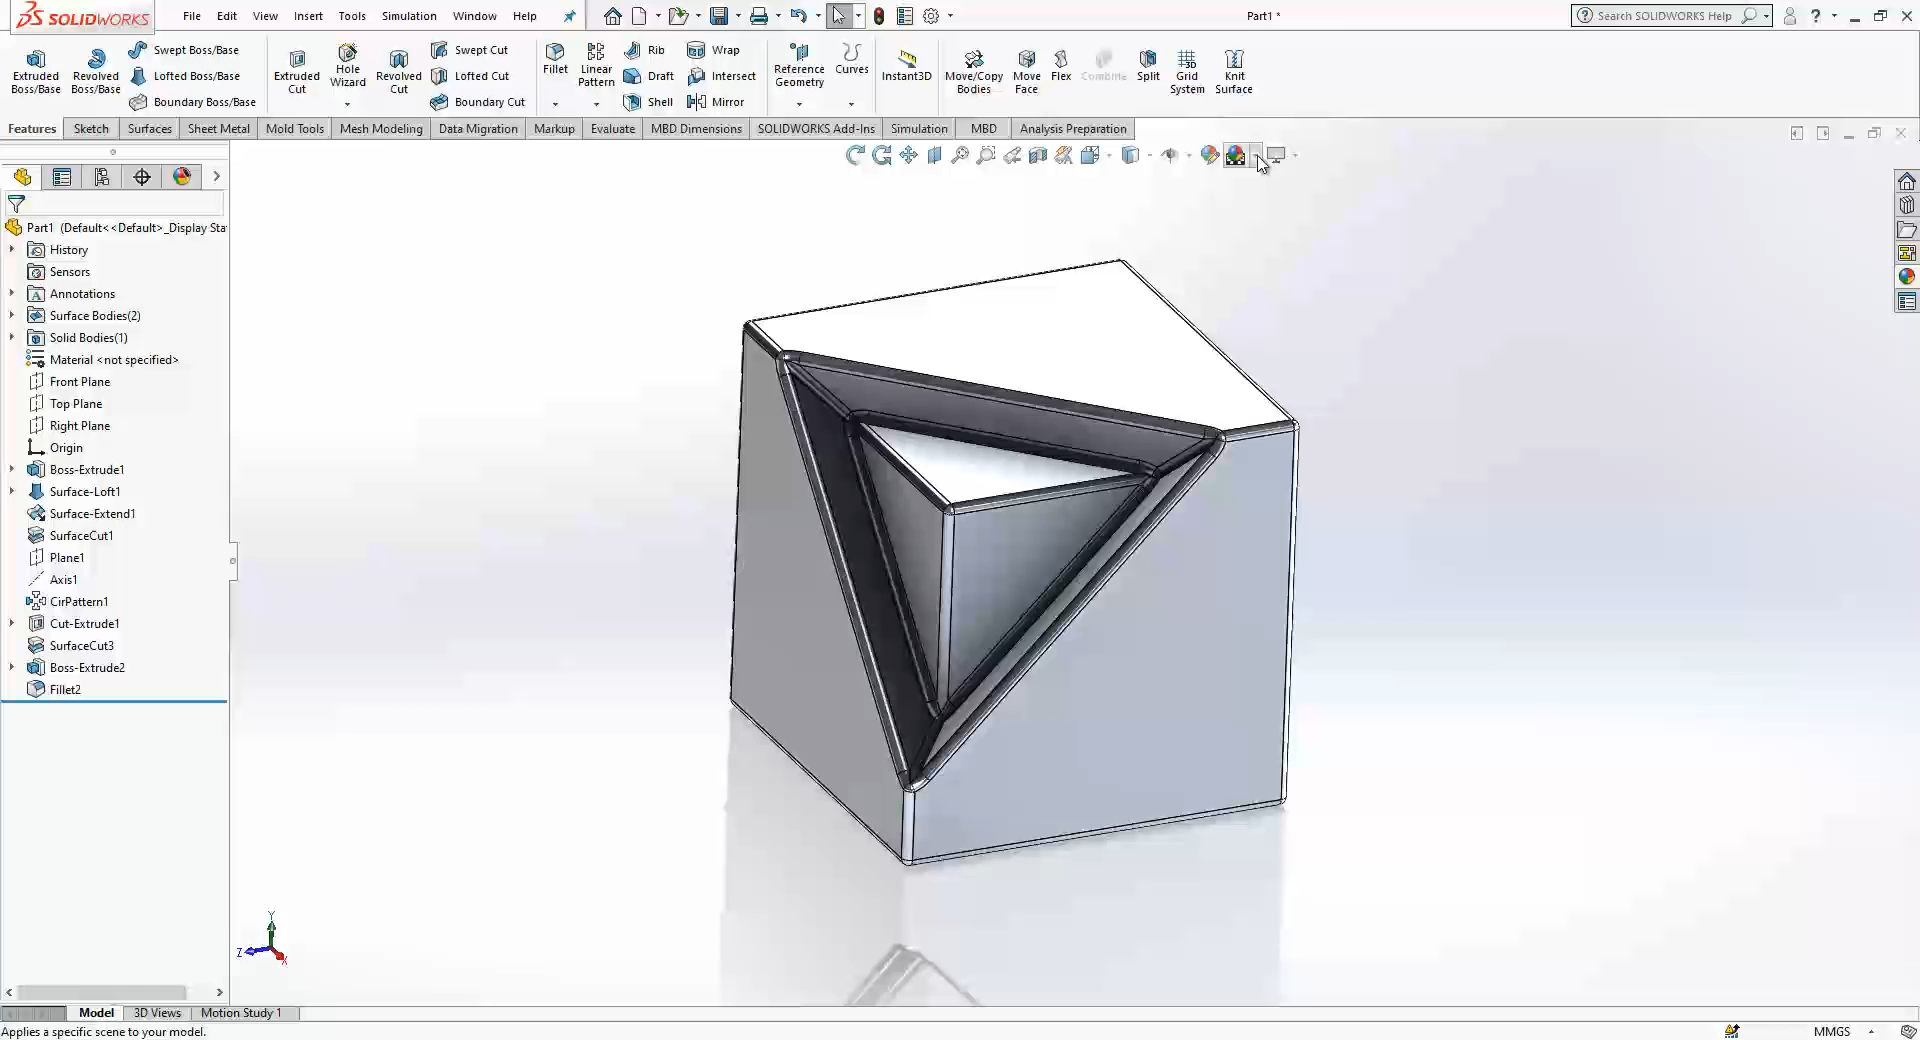 SOLIDWORKS
File Edit View Insert Tools Simulation Window Help
Part1 *
Search SOLIDWORKS Help
Extruded Boss/Base
Revolved Boss/Base
Swept Boss/Base
Lofted Boss/Base
Boundary Boss/Base
Extruded Cut
Hole Wizard
Revolved Cut
Swept Cut
Lofted Cut
Boundary Cut
Fillet
Linear Pattern
Rib
Draft
Shell
Wrap
Intersect
Mirror
Reference Geometry
Curves
Instant3D
Move/Copy Bodies
Move Face
Flex
Combine
Split
Grid System
Knit Surface
Features Sketch Surfaces Sheet Metal Mold Tools Mesh Modeling Data Migration Markup Evaluate MBD Dimensions SOLIDWORKS Add-Ins Simulation MBD Analysis Preparation
Part1 (Default<<Default>_Display Sta
History
Sensors
Annotations
Surface Bodies(2)
Solid Bodies(1)
Material <not specified>
Front Plane
Top Plane
Right Plane
Origin
Boss-Extrude1
Surface-Loft1
Surface-Extend1
SurfaceCut1
Plane1
Axis1
CirPattern1
Cut-Extrude1
SurfaceCut3
Boss-Extrude2
Fillet2
Y
Z
X
Model 3D Views Motion Study 1
Applies a specific scene to your model.
MMGS